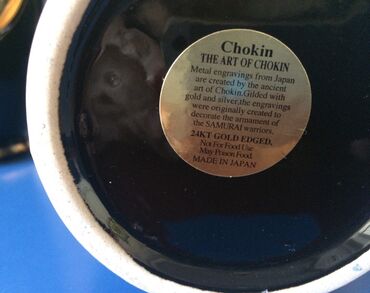 Chokin
THE ART OF CHOKIN
Metal engravings from Japan
are created by the ancient
art of Chokin.Gilded with
gold and silver,the engravings
were originally created to
decorate the armament of
the SAMURAI warriors.
24KT GOLD EDGED,
Not For Food Use
May Poison Food.
MADE IN JAPAN